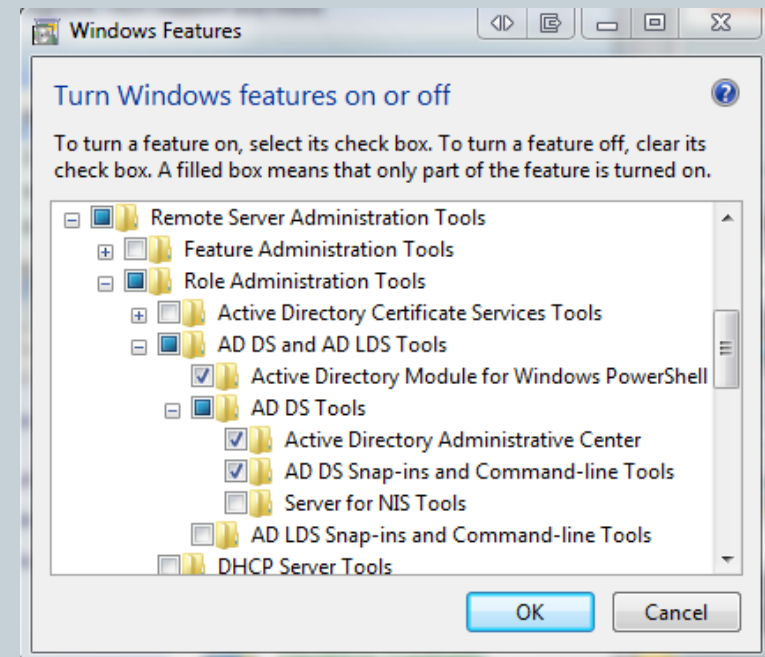 Windows Features
Turn Windows features on or off
To turn a feature on, select its check box. To turn a feature off, clear its
check box. A filled box means that only part of the feature is turned on.
Remote Server Administration Tools
Feature Administration Tools
Role Administration Tools
Active Directory Certificate Services Tools
AD DS and AD LDS Tools
Active Directory Module for Windows PowerShell
AD DS Tools
Active Directory Administrative Center
AD DS Snap-ins and Command-line Tools
Server for NIS Tools
AD LDS Snap-ins and Command-line Tools
DHCP Server Tools
OK Cancel